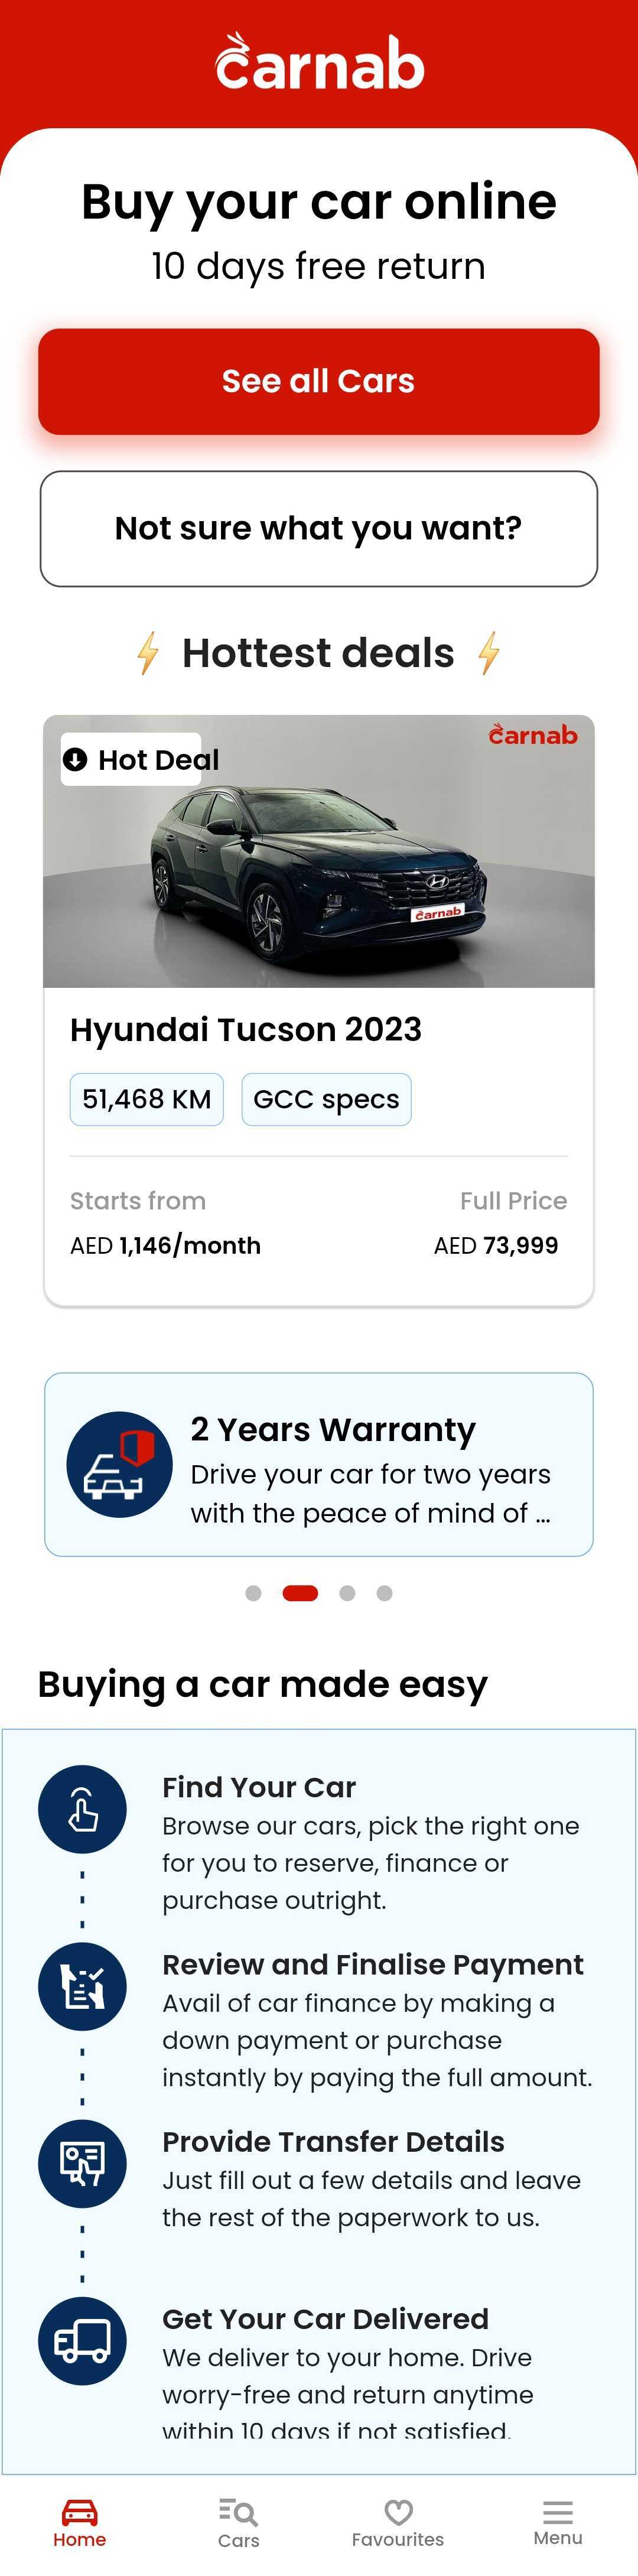 carnab
Buy your car online
10 days free return
See all Cars
Not sure what you want?
⚡ Hottest deals ⚡
Hot Deal
carnab
carnab
Hyundai Tucson 2023
51,468 KM GCC specs
Starts from Full Price
AED 1,146/month AED 73,999
2 Years Warranty
Drive your car for two years
with the peace of mind of ...
Buying a car made easy
Find Your Car
Browse our cars, pick the right one
for you to reserve, finance or
purchase outright.
Review and Finalise Payment
Avail of car finance by making a
down payment or purchase
instantly by paying the full amount.
Provide Transfer Details
Just fill out a few details and leave
the rest of the paperwork to us.
Get Your Car Delivered
We deliver to your home. Drive
worry-free and return anytime
within 10 days if not satisfied.
Home Cars Favourites Menu